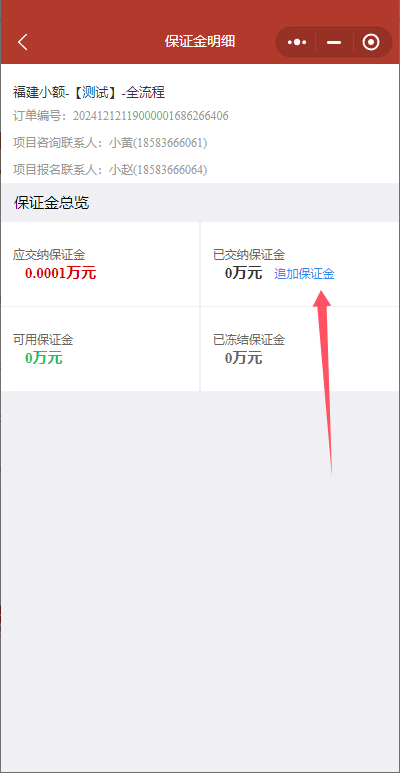 保证金明细
福建小额-【测试】-全流程
订单编号：20241212119000001686266406
项目咨询联系人：小黄(18583666061)
项目报名联系人：小赵(18583666064)
保证金总览
应交纳保证金
0.0001万元
已交纳保证金
0万元 追加保证金
可用保证金
0万元
已冻结保证金
0万元